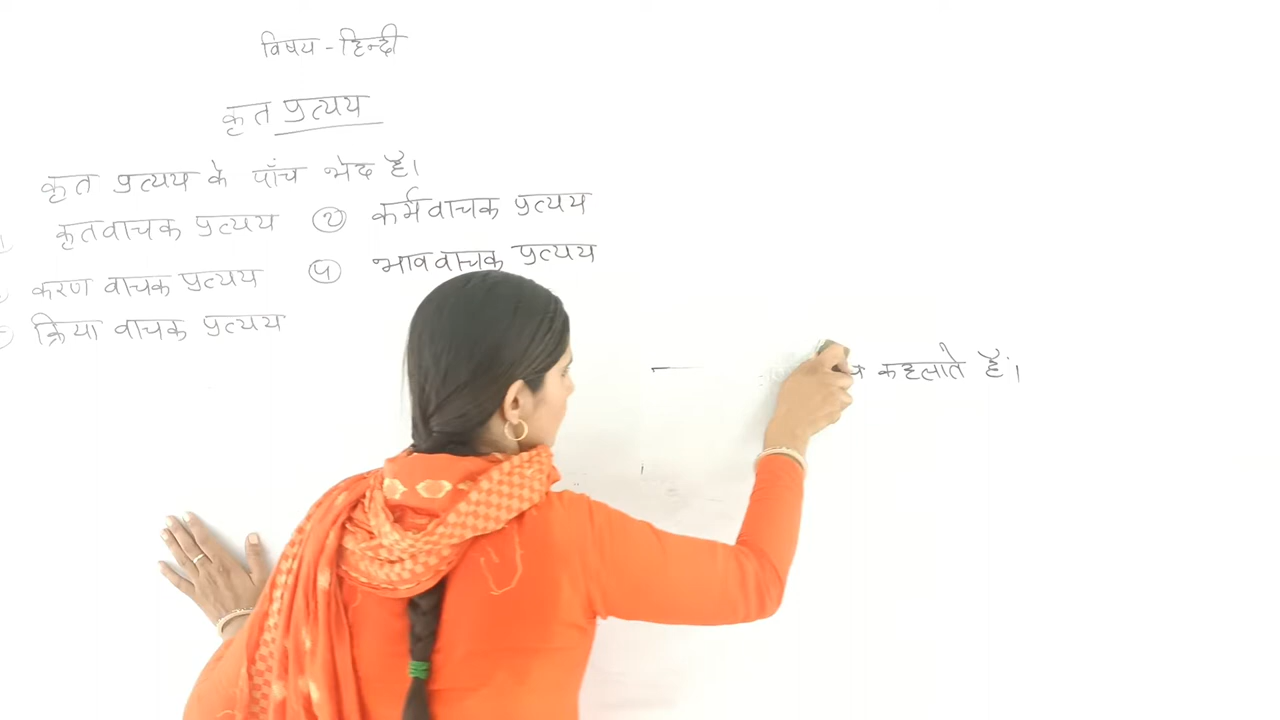 विषय - हिन्दी
कृत प्रत्यय
कृत प्रत्यय के पाँच भेद है।
कृतवाचक प्रत्यय ② कर्मवाचक प्रत्यय
करण वाचक प्रत्यय ④ भाववाचक प्रत्यय
क्रिया वाचक प्रत्यय
कहलाते हैं।